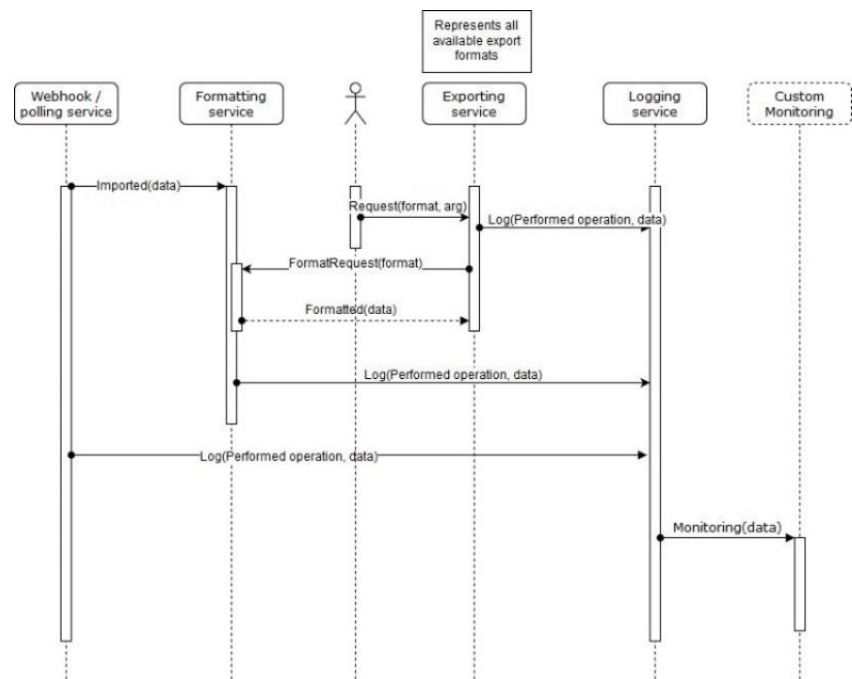 Represents all
available export
formats
Webhook /
polling service
Formatting
service
Exporting
service
Logging
service
Custom
Monitoring
Imported(data)
Request(format, arg)
Log(Performed operation, data)
FormatRequest(format)
Formatted(data)
Log(Performed operation, data)
Log(Performed operation, data)
Monitoring(data)